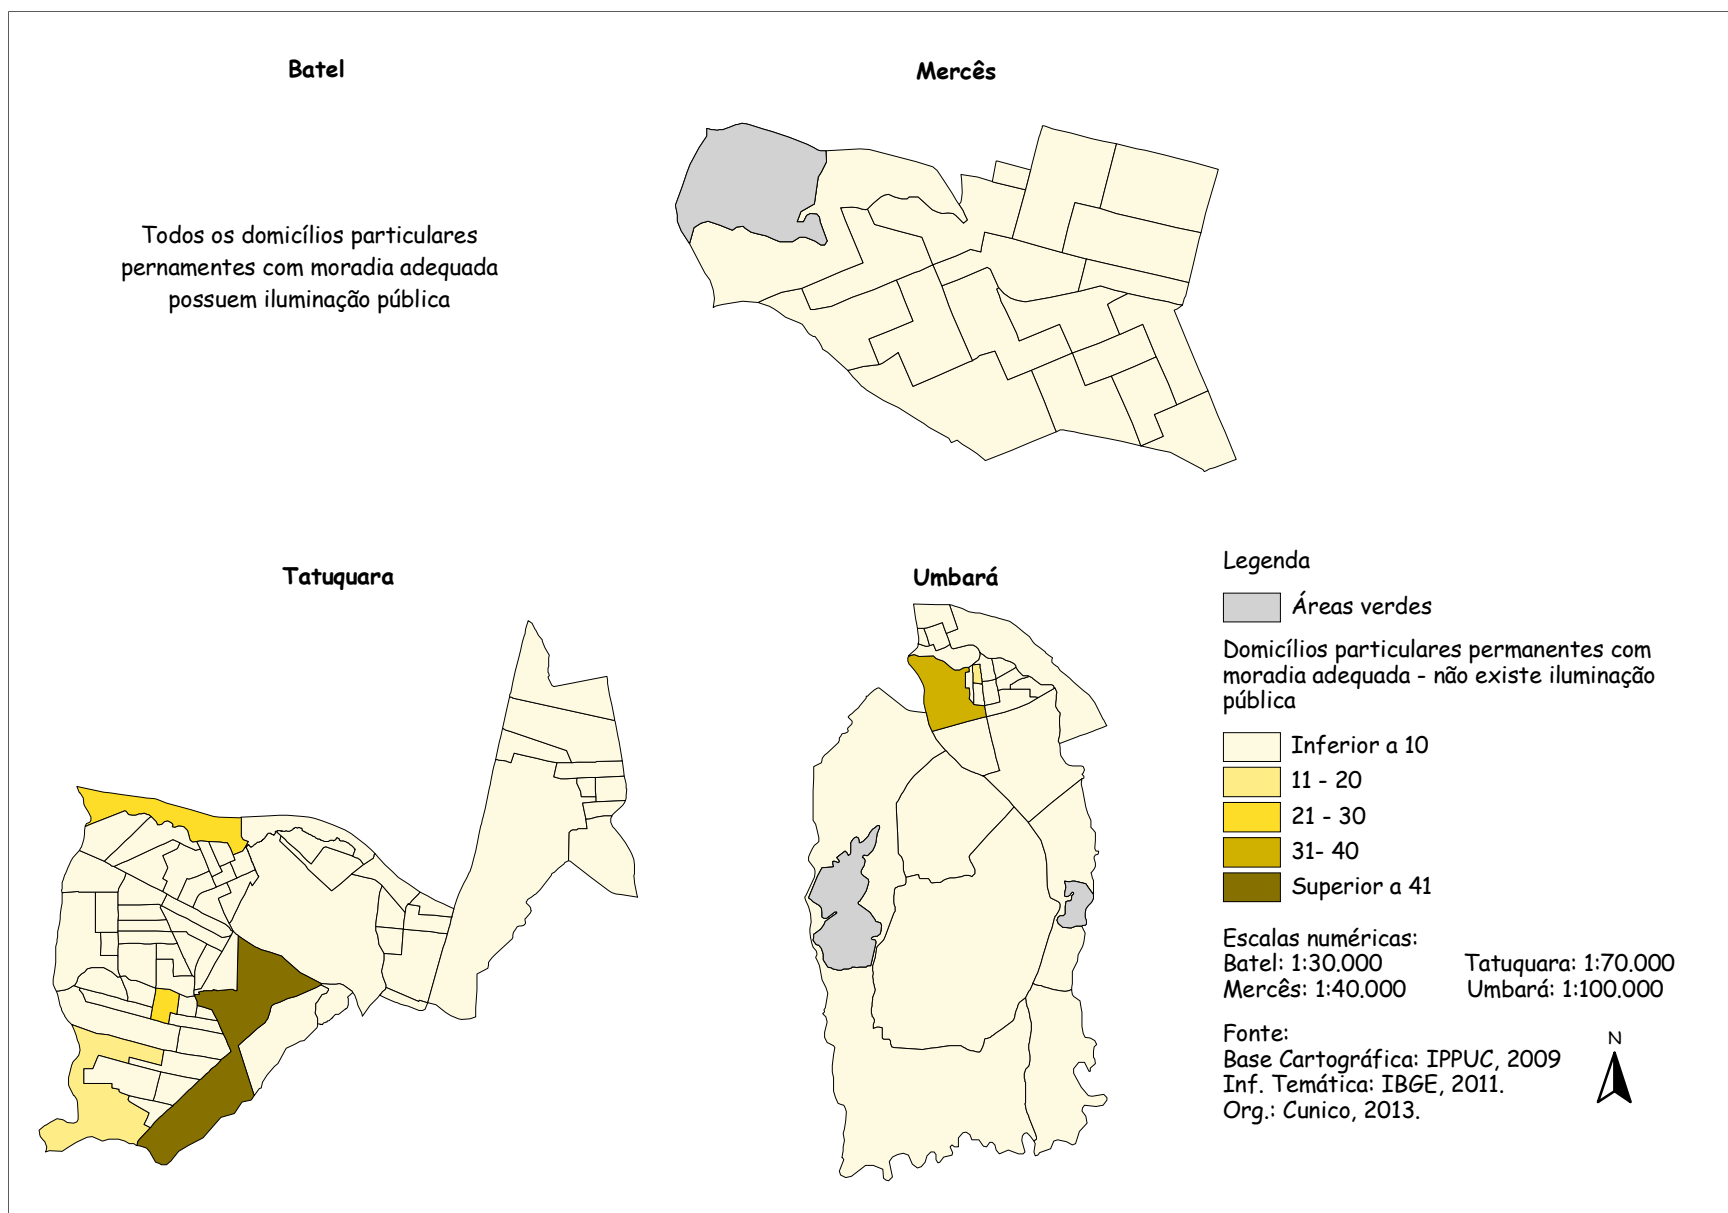 Batel
Mercês
Todos os domicílios particulares
pernamentes com moradia adequada
possuem iluminação pública
Tatuquara
Umbará
Legenda
Áreas verdes
Domicílios particulares permanentes com
moradia adequada - não existe iluminação
pública
Inferior a 10
11 - 20
21 - 30
31- 40
Superior a 41
Escalas numéricas:
Batel: 1:30.000 Tatuquara: 1:70.000
Mercês: 1:40.000 Umbará: 1:100.000
Fonte:
Base Cartográfica: IPPUC, 2009
Inf. Temática: IBGE, 2011.
Org.: Cunico, 2013.
N